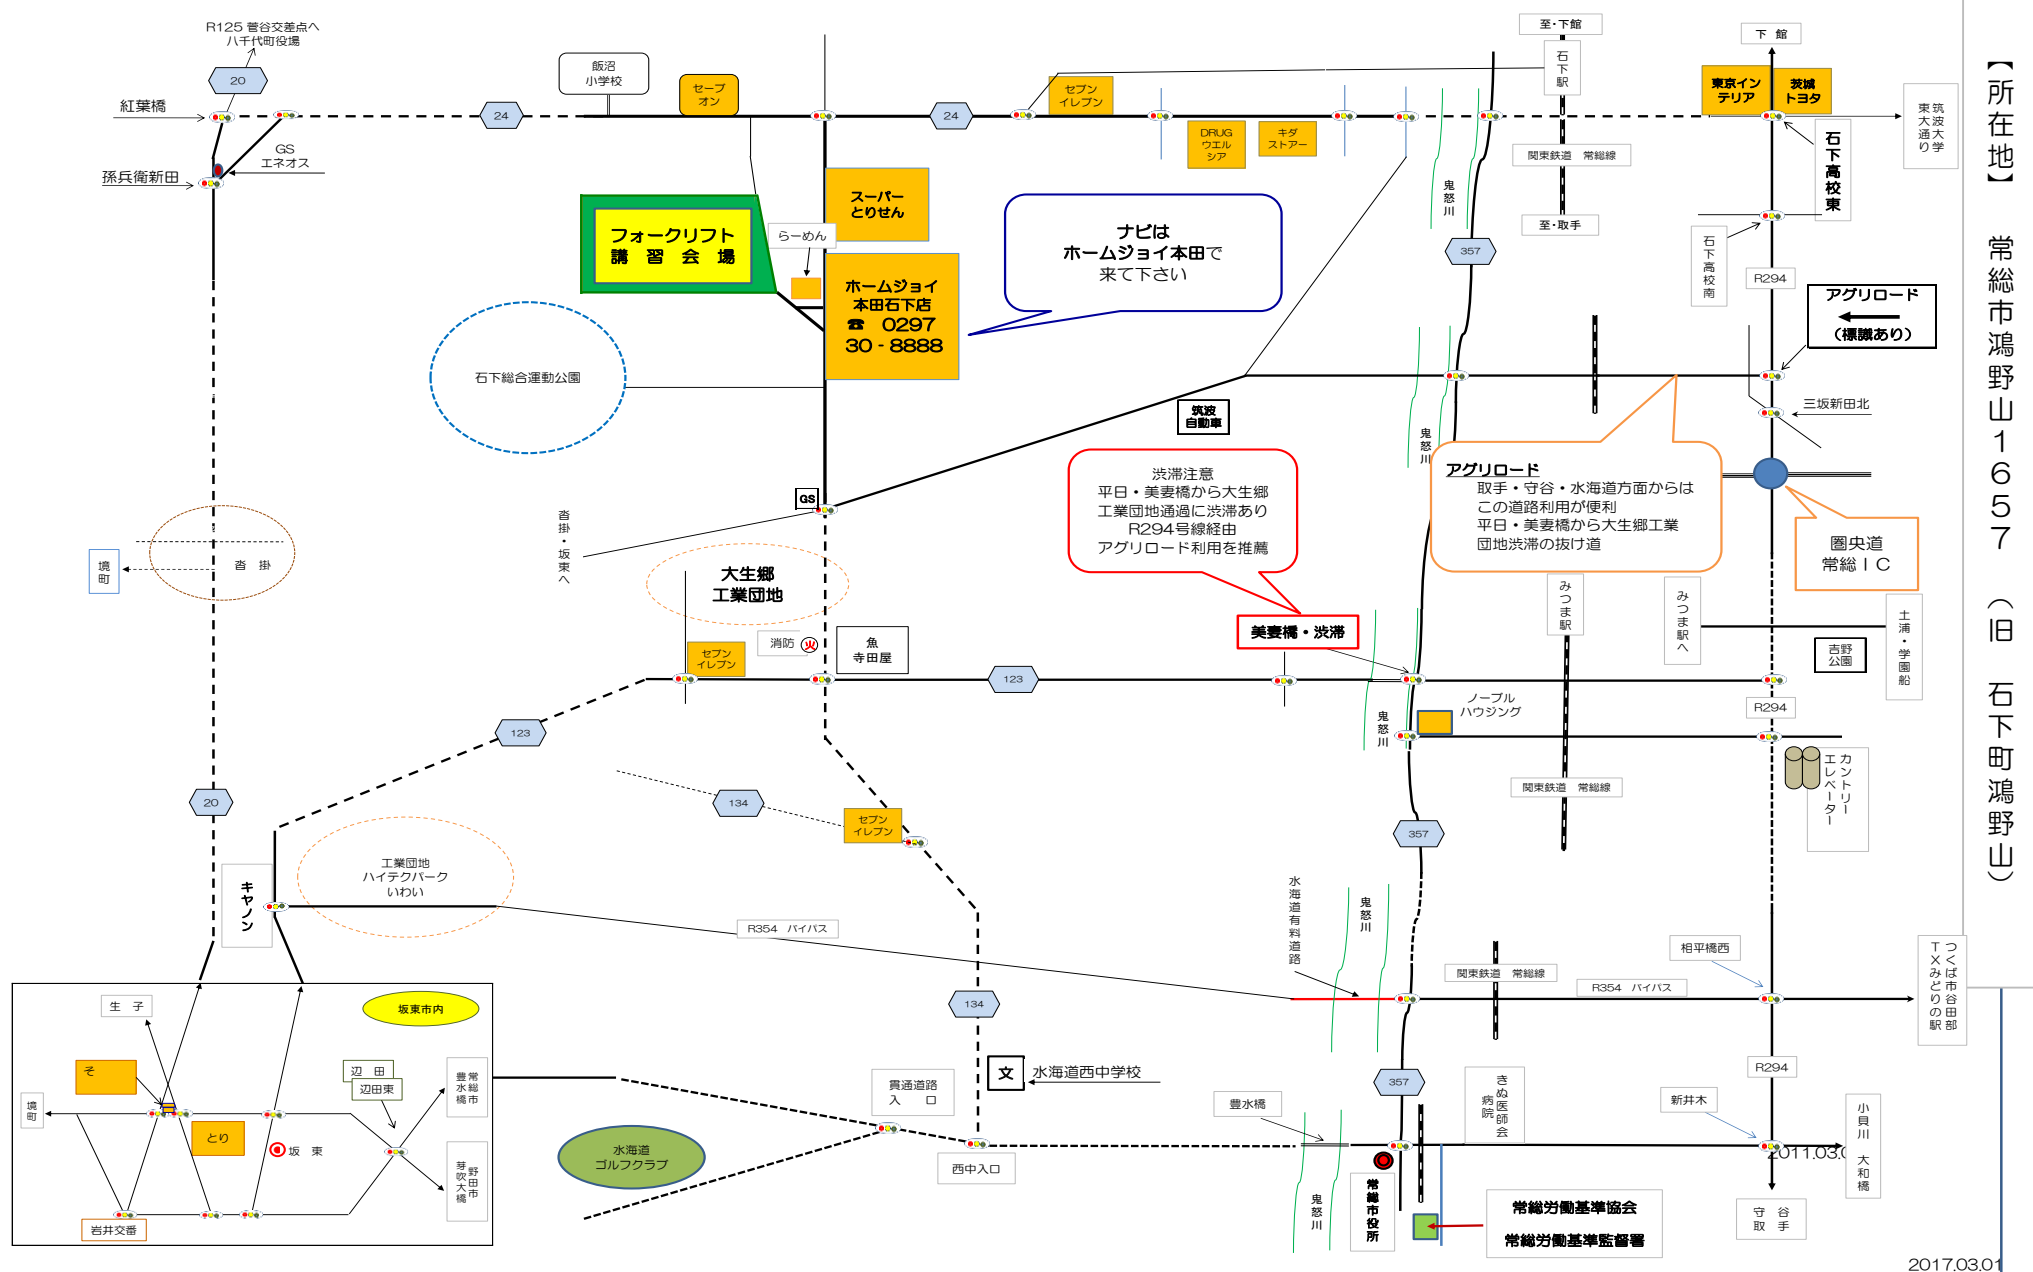 R125 菅谷交差点へ
八千代町役場
20
紅葉橋
孫兵衛新田
GS
エネオス
24
飯沼
小学校
セーブ
オン
24
セブン
イレブン
DRUG
ウエル
シア
キダ
ストアー
至・下館
石下駅
関東鉄道　常総線
至・取手
鬼怒川
357
下　館
東京イン
テリア
茨城
トヨタ
筑波大学
東大通り
石下高校東
石下高校南
R294
アグリロード
（標識あり）
三坂新田北
【所在地】　常総市鴻野山１６５７　（旧　石下町鴻野山）
フォークリフト
講　習　会　場
スーパー
とりせん
らーめん
ホームジョイ
本田石下店
☎　0297
30‐8888
ナビは
ホームジョイ本田で
来て下さい
石下総合運動公園
筑波
自動車
GS
沓掛・坂東へ
鬼怒川
渋滞注意
平日・美妻橋から大生郷
工業団地通過に渋滞あり
R294号線経由
アグリロード利用を推薦
アグリロード
取手・守谷・水海道方面からは
この道路利用が便利
平日・美妻橋から大生郷工業
団地渋滞の抜け道
圏央道
常総ＩＣ
境町
沓　掛
大生郷
工業団地
消防
火
魚
寺田屋
セブン
イレブン
美妻橋・渋滞
みつま駅
みつま駅へ
吉野
公園
土浦・学園船
123
123
鬼怒川
ノーブル
ハウジング
R294
関東鉄道　常総線
カントリー
エレベーター
20
134
セブン
イレブン
357
工業団地
ハイテクパーク
いわい
キヤノン
R354　バイパス
水海道有料道路
鬼怒川
関東鉄道　常総線
R354　バイパス
相平橋西
つくば市谷田部
ＴＸみどりの駅
134
生　子
坂東市内
そ
境町
とり
坂　東
辺　田
辺田東
常総市
豊水橋
野田市
芽吹大橋
岩井交番
文
水海道西中学校
貫通道路
入　　口
水海道
ゴルフクラブ
西中入口
豊水橋
鬼怒川
357
きぬ医師会
病院
R294
新井木
小貝川　大和橋
2011.03.0
常総市役所
常総労働基準協会
常総労働基準監督署
守　谷
取　手
2017.03.01